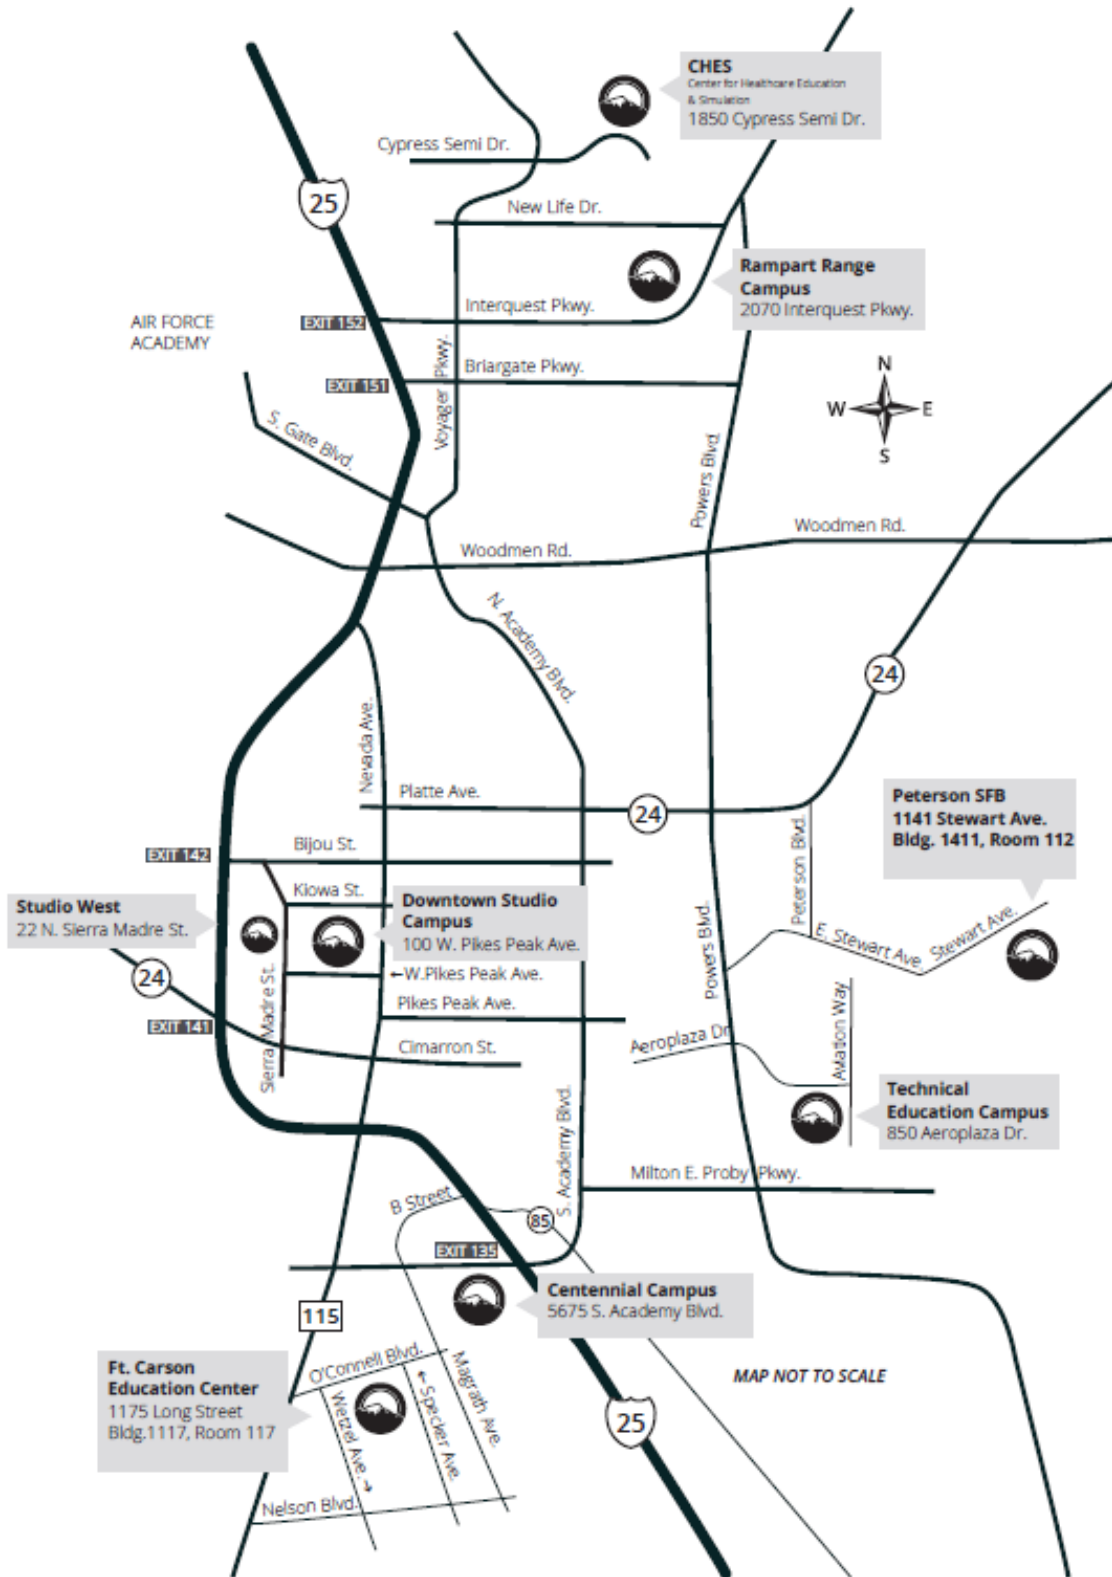 CHES
Center for Healthcare Education
& Simulation
1850 Cypress Semi Dr.
Cypress Semi Dr.
25
New Life Dr.
Rampart Range
Campus
2070 Interquest Pkwy.
Interquest Pkwy.
AIR FORCE
ACADEMY
EXIT 152
Voyager Pkwy.
Briargate Pkwy.
EXIT 151
N
W
E
S
S. Gate Blvd.
Powers Blvd.
Woodmen Rd.
Woodmen Rd.
N. Academy Blvd.
24
Nevada Ave.
Platte Ave.
24
Peterson SFB
1141 Stewart Ave.
Bldg. 1411, Room 112
Peterson Blvd.
Bijou St.
EXIT 142
Kiowa St.
Studio West
22 N. Sierra Madre St.
Downtown Studio
Campus
100 W. Pikes Peak Ave.
Powers Blvd.
E. Stewart Ave.
Stewart Ave.
24
←W.Pikes Peak Ave.
Sierra Madre St.
Pikes Peak Ave.
EXIT 141
Aviation Way
Aeroplaza Dr.
Cimarron St.
Technical
Education Campus
850 Aeroplaza Dr.
S. Academy Blvd.
Milton E. Proby Pkwy.
B Street
85
EXIT 135
Centennial Campus
5675 S. Academy Blvd.
115
O'Connell Blvd.
Ft. Carson
Education Center
1175 Long Street
Bldg.1117, Room 117
Wetzel Ave. →
← Specker Ave.
Magrath Ave.
MAP NOT TO SCALE
25
Nelson Blvd.